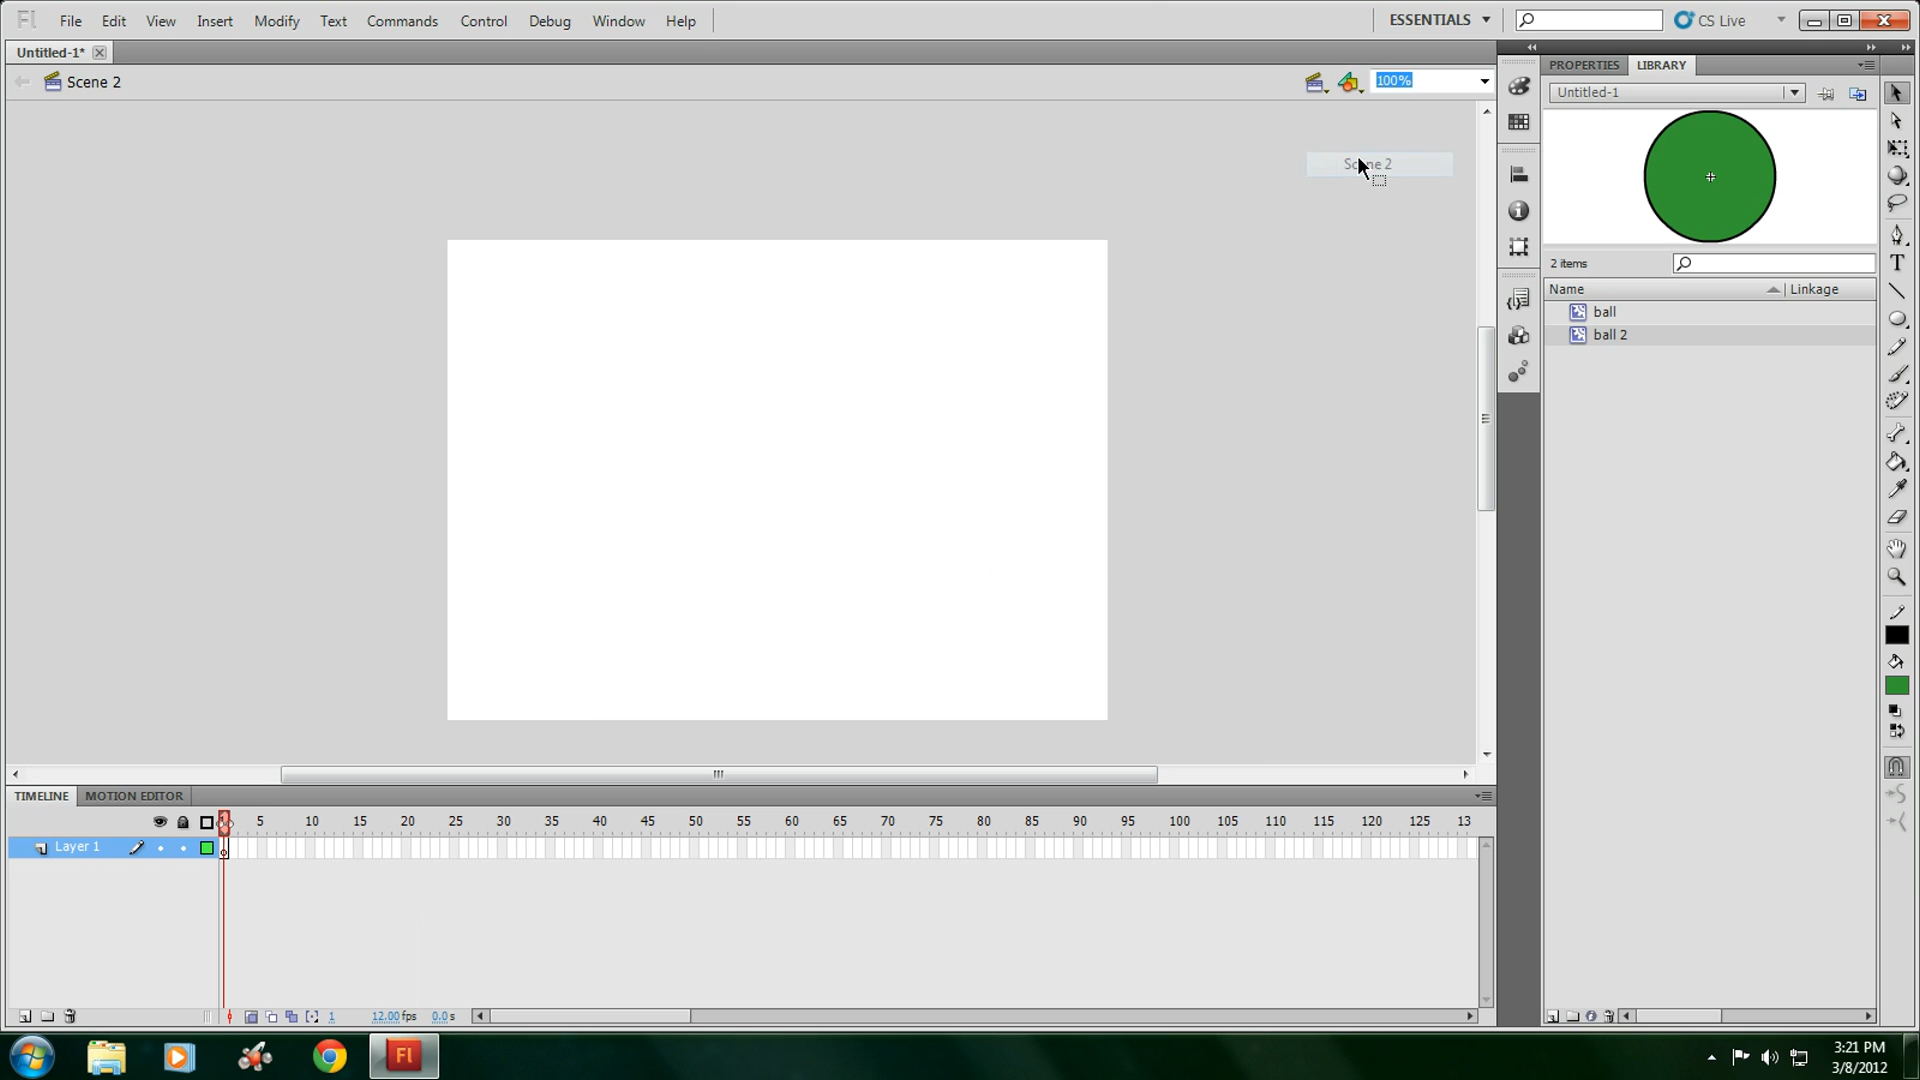 Fl File Edit View Insert Modify Text Commands Control Debug Window Help ESSENTIALS CS Live
Untitled-1*
Scene 2 100%
Scene 2
PROPERTIES LIBRARY
Untitled-1
2 items
Name Linkage
ball
ball 2
T
TIMELINE MOTION EDITOR
5 10 15 20 25 30 35 40 45 50 55 60 65 70 75 80 85 90 95 100 105 110 115 120 125 13
Layer 1
1 12.00 fps 0.0 s
Fl
3:21 PM
3/8/2012